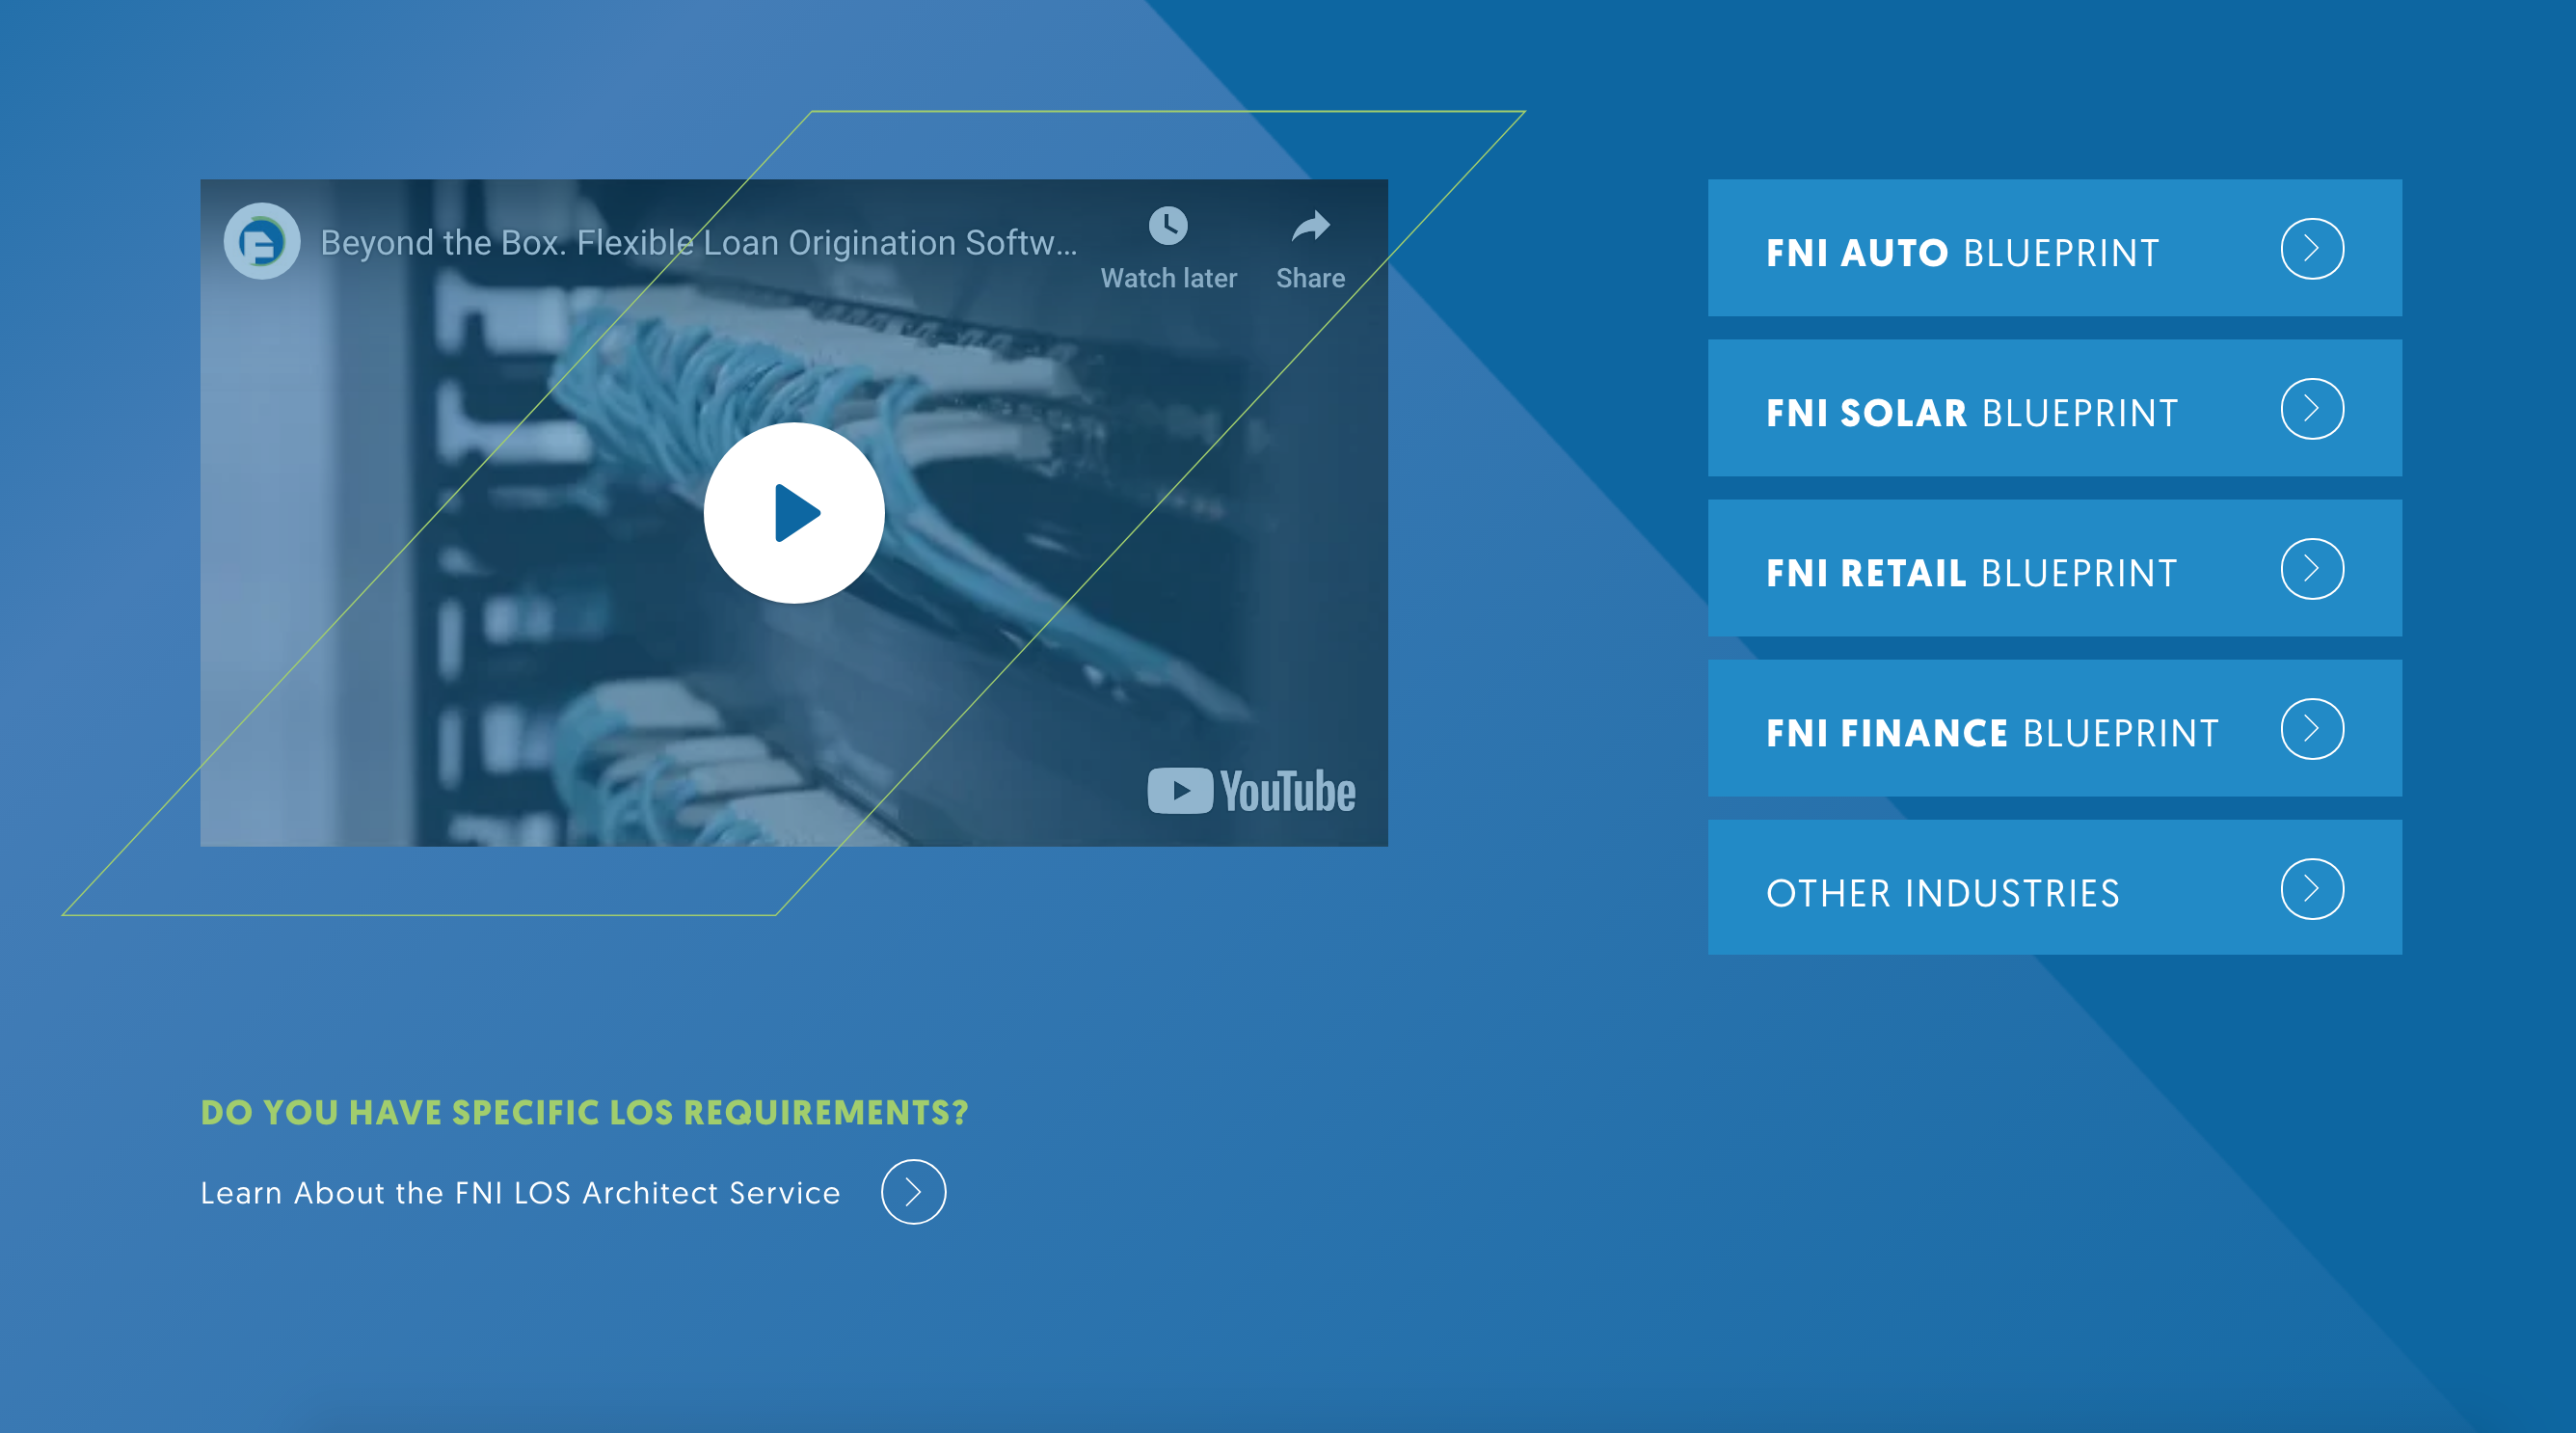 Beyond the Box. Flexible Loan Origination Softw...
Watch later
Share
YouTube
FNI AUTO BLUEPRINT
FNI SOLAR BLUEPRINT
FNI RETAIL BLUEPRINT
FNI FINANCE BLUEPRINT
OTHER INDUSTRIES
DO YOU HAVE SPECIFIC LOS REQUIREMENTS?
Learn About the FNI LOS Architect Service